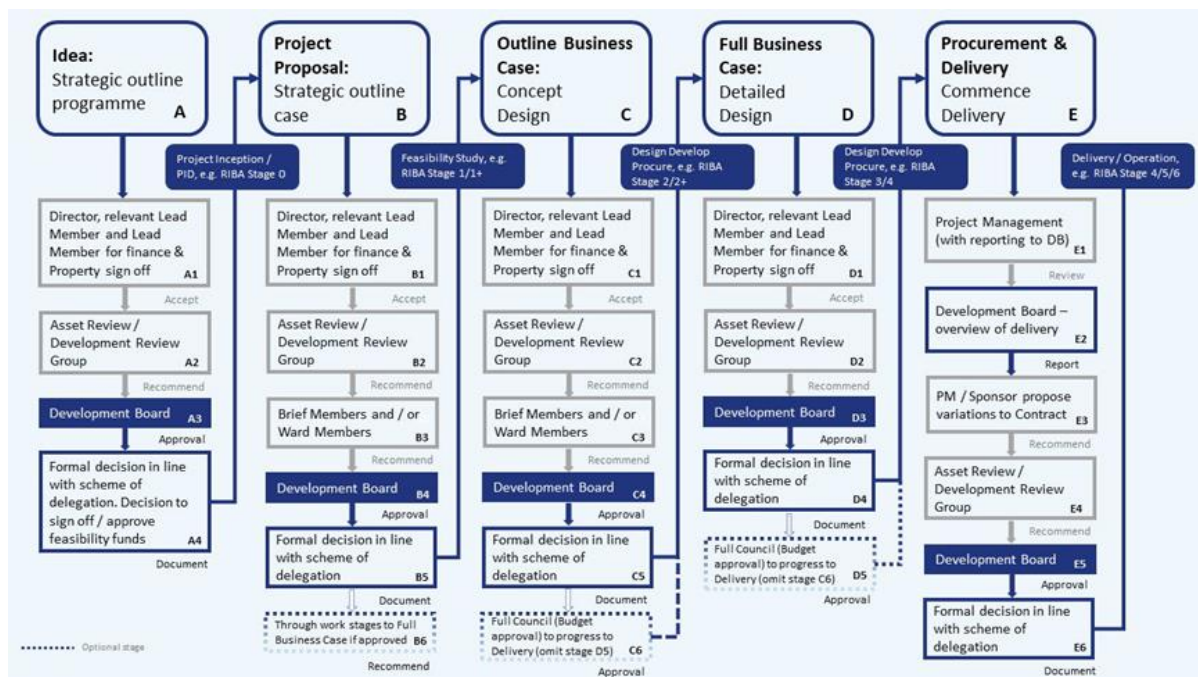 Idea:
Strategic outline
programme
A
Project
Proposal:
Strategic outline
case
B
Outline Business
Case:
Concept
Design
C
Full Business
Case:
Detailed
Design
D
Procurement &
Delivery
Commence
Delivery
E
Project Inception /
PID, e.g. RIBA Stage 0
Feasibility Study, e.g.
RIBA Stage 1/1+
Design Develop
Procure, e.g. RIBA
Stage 2/2+
Design Develop
Procure, e.g. RIBA
Stage 3/4
Delivery / Operation,
e.g. RIBA Stage 4/5/6
Director, relevant Lead
Member and Lead
Member for finance &
Property sign off
A1
Accept
Asset Review /
Development Review
Group
A2
Recommend
Development Board
A3
Approval
Formal decision in line
with scheme of
delegation. Decision to
sign off / approve
feasibility funds
A4
Document
Director, relevant Lead
Member and Lead
Member for finance &
Property sign off
B1
Accept
Asset Review /
Development Review
Group
B2
Recommend
Brief Members and / or
Ward Members
B3
Recommend
Development Board
B4
Approval
Formal decision in line
with scheme of
delegation
B5
Document
Through work stages to Full
Business Case if approved
B6
Recommend
Director, relevant Lead
Member and Lead
Member for finance &
Property sign off
C1
Accept
Asset Review /
Development Review
Group
C2
Recommend
Brief Members and / or
Ward Members
C3
Recommend
Development Board
C4
Approval
Formal decision in line
with scheme of
delegation
C5
Document
Full Council (Budget
approval) to progress to
Delivery (omit stage D5)
C6
Approval
Director, relevant Lead
Member and Lead
Member for finance &
Property sign off
D1
Accept
Asset Review /
Development Review
Group
D2
Recommend
Development Board
D3
Approval
Formal decision in line
with scheme of
delegation
D4
Document
Full Council (Budget
approval) to progress to
Delivery (omit stage C6)
D5
Approval
Project Management
(with reporting to DB)
E1
Review
Development Board –
overview of delivery
E2
Report
PM / Sponsor propose
variations to Contract
E3
Recommend
Asset Review /
Development Review
Group
E4
Recommend
Development Board
E5
Approval
Formal decision in line
with scheme of
delegation
E6
Document
Optional stage